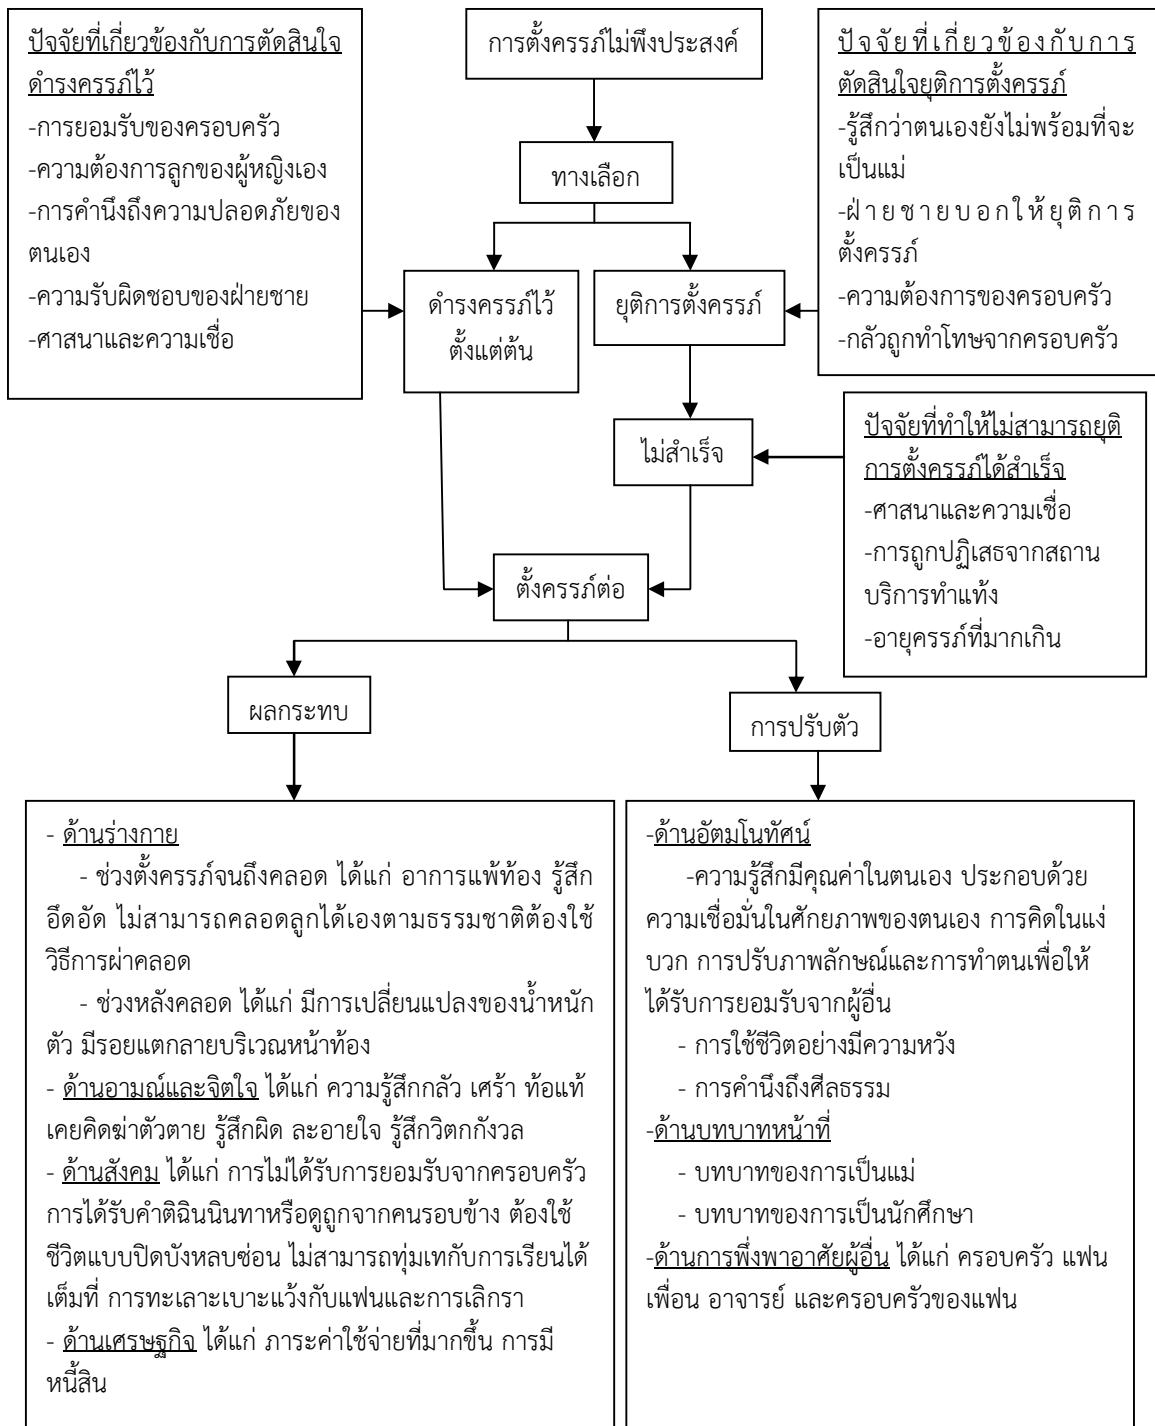 ปัจจัยที่เกี่ยวข้องกับการตัดสินใจ
ดำรงครรภ์ไว้
-การยอมรับของครอบครัว
-ความต้องการลูกของผู้หญิงเอง
-การคำนึงถึงความปลอดภัยของ
ตนเอง
-ความรับผิดชอบของฝ่ายชาย
-ศาสนาและความเชื่อ
การตั้งครรภ์ไม่พึงประสงค์
ทางเลือก
ปัจจัยที่เกี่ยวข้องกับการ
ตัดสินใจยุติการตั้งครรภ์
-รู้สึกว่าตนเองยังไม่พร้อมที่จะ
เป็นแม่
-ฝ่ายชายบอกให้ยุติการ
ตั้งครรภ์
-ความต้องการของครอบครัว
-กลัวถูกทำโทษจากครอบครัว
ดำรงครรภ์ไว้
ตั้งแต่ต้น
ยุติการตั้งครรภ์
ไม่สำเร็จ
ปัจจัยที่ทำให้ไม่สามารถยุติ
การตั้งครรภ์ได้สำเร็จ
-ศาสนาและความเชื่อ
-การถูกปฏิเสธจากสถาน
บริการทำแท้ง
-อายุครรภ์ที่มากเกิน
ตั้งครรภ์ต่อ
ผลกระทบ
การปรับตัว
- ด้านร่างกาย
- ช่วงตั้งครรภ์จนถึงคลอด ได้แก่ อาการแพ้ท้อง รู้สึก
อึดอัด ไม่สามารถคลอดลูกได้เองตามธรรมชาติต้องใช้
วิธีการผ่าคลอด
- ช่วงหลังคลอด ได้แก่ มีการเปลี่ยนแปลงของน้ำหนัก
ตัว มีรอยแตกลายบริเวณหน้าท้อง
- ด้านอามณ์และจิตใจ ได้แก่ ความรู้สึกกลัว เศร้า ท้อแท้
เคยคิดฆ่าตัวตาย รู้สึกผิด ละอายใจ รู้สึกวิตกกังวล
- ด้านสังคม ได้แก่ การไม่ได้รับการยอมรับจากครอบครัว
การได้รับคำติฉินนินทาหรือดูถูกจากคนรอบข้าง ต้องใช้
ชีวิตแบบปิดบังหลบซ่อน ไม่สามารถทุ่มเทกับการเรียนได้
เต็มที่ การทะเลาะเบาะแว้งกับแฟนและการเลิกรา
- ด้านเศรษฐกิจ ได้แก่ ภาระค่าใช้จ่ายที่มากขึ้น การมี
หนี้สิน
-ด้านอัตมโนทัศน์
-ความรู้สึกมีคุณค่าในตนเอง ประกอบด้วย
ความเชื่อมั่นในศักยภาพของตนเอง การคิดในแง่
บวก การปรับภาพลักษณ์และการทำตนเพื่อให้
ได้รับการยอมรับจากผู้อื่น
- การใช้ชีวิตอย่างมีความหวัง
- การคำนึงถึงศีลธรรม
-ด้านบทบาทหน้าที่
- บทบาทของการเป็นแม่
- บทบาทของการเป็นนักศึกษา
-ด้านการพึ่งพาอาศัยผู้อื่น ได้แก่ ครอบครัว แฟน
เพื่อน อาจารย์ และครอบครัวของแฟน